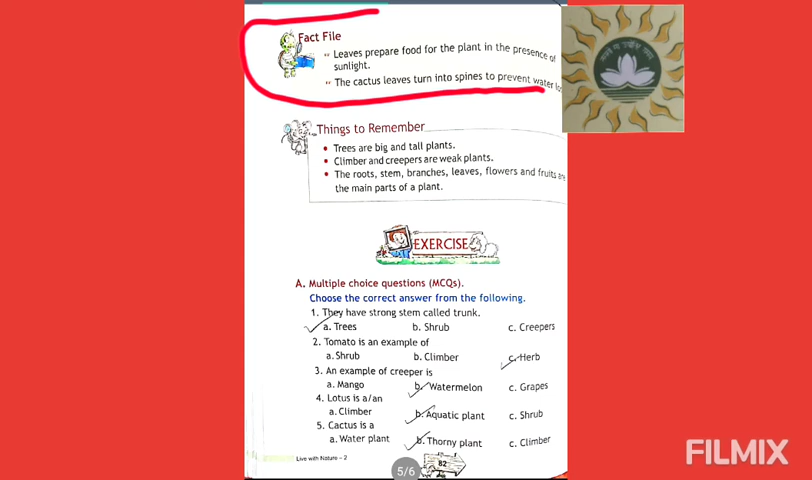 Fact File
Leaves prepare food for the plant in the presence of
sunlight.
The cactus leaves turn into spines to prevent water
Things to Remember
• Trees are big and tall plants.
• Climber and creepers are weak plants.
• The roots, stem, branches, leaves, flowers and fruits are
the main parts of a plant.
EXERCISE
A. Multiple choice questions (MCQs).
Choose the correct answer from the following.
1. They have strong stem called trunk.
a. Trees b. Shrub c. Creepers
2. Tomato is an example of
a. Shrub b. Climber c. Herb
3. An example of creeper is
a. Mango b. Watermelon c. Grapes
4. Lotus is a/an
a. Climber b. Aquatic plant c. Shrub
5. Cactus is a
a. Water plant b. Thorny plant c. Climber
Live with Nature – 2
82
5/6
FILMIX